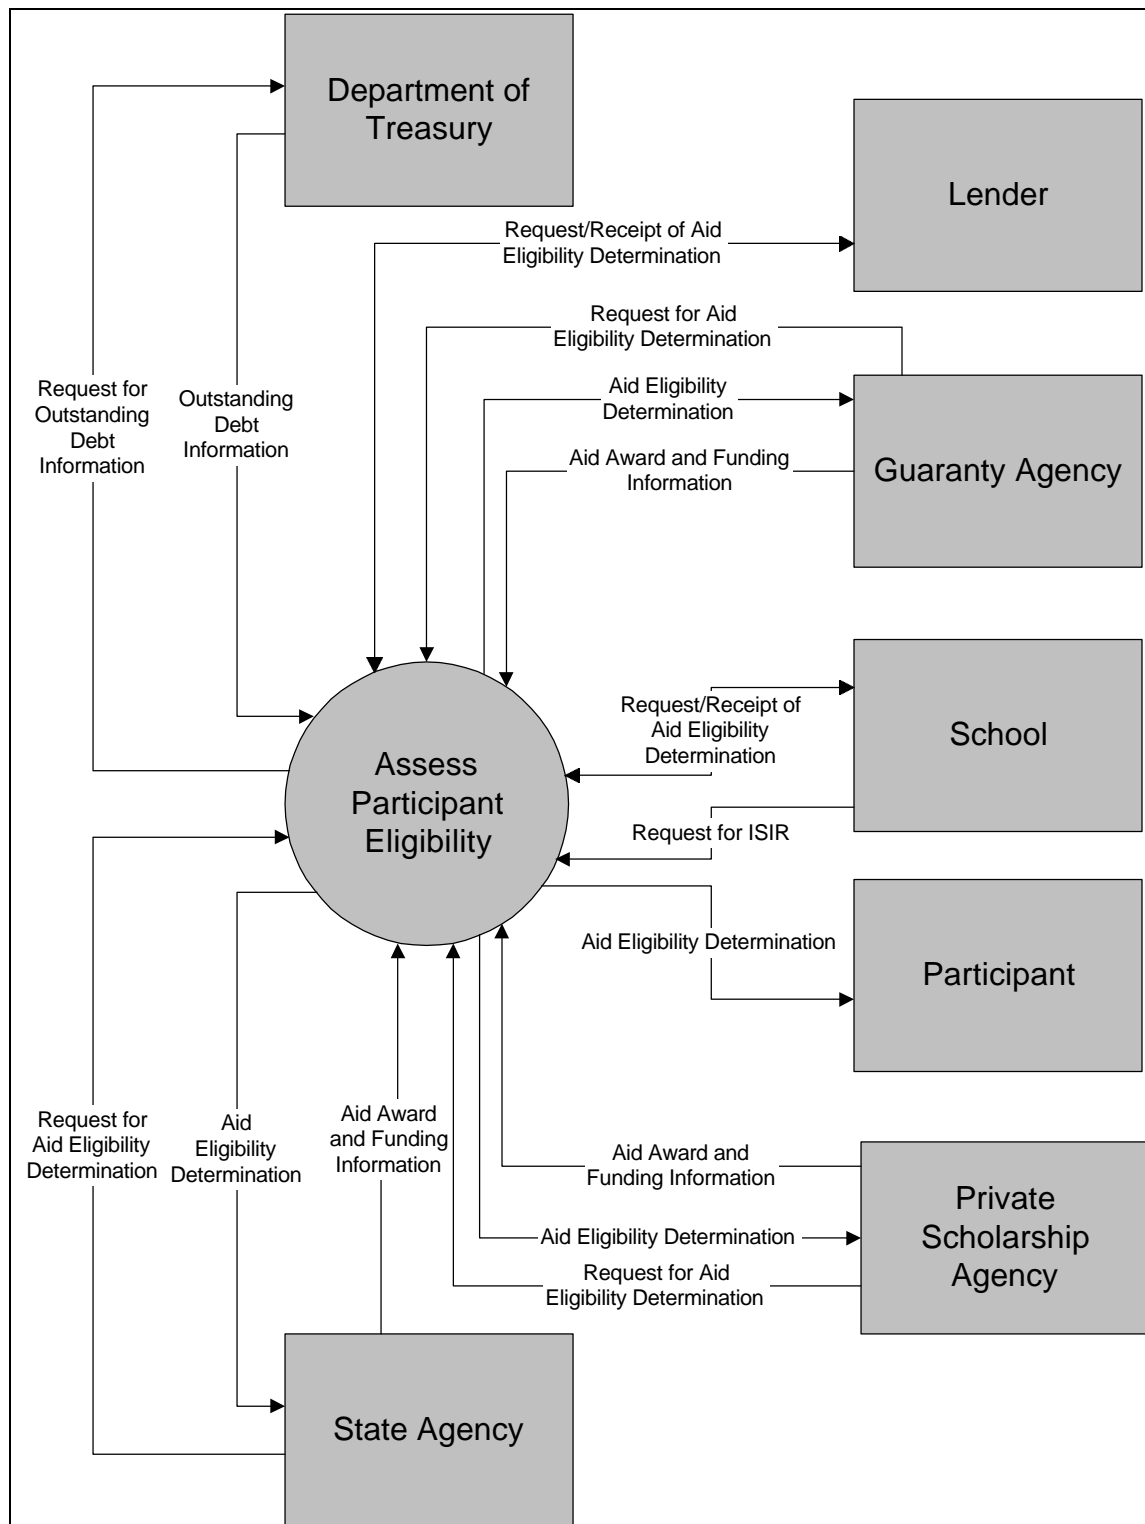 Department of
Treasury
Lender
Request/Receipt of Aid
Eligibility Determination
Request for Aid
Eligibility Determination
Request for
Outstanding
Debt
Information
Outstanding
Debt
Information
Aid Eligibility
Determination
Aid Award and Funding
Information
Guaranty Agency
Request/Receipt of
Aid Eligibility
Determination
School
Assess
Participant
Eligibility
Request for ISIR
Aid Eligibility Determination
Participant
Request for
Aid Eligibility
Determination
Aid
Eligibility
Determination
Aid Award
and Funding
Information
Aid Award and
Funding Information
Aid Eligibility Determination
Request for Aid
Eligibility Determination
Private
Scholarship
Agency
State Agency